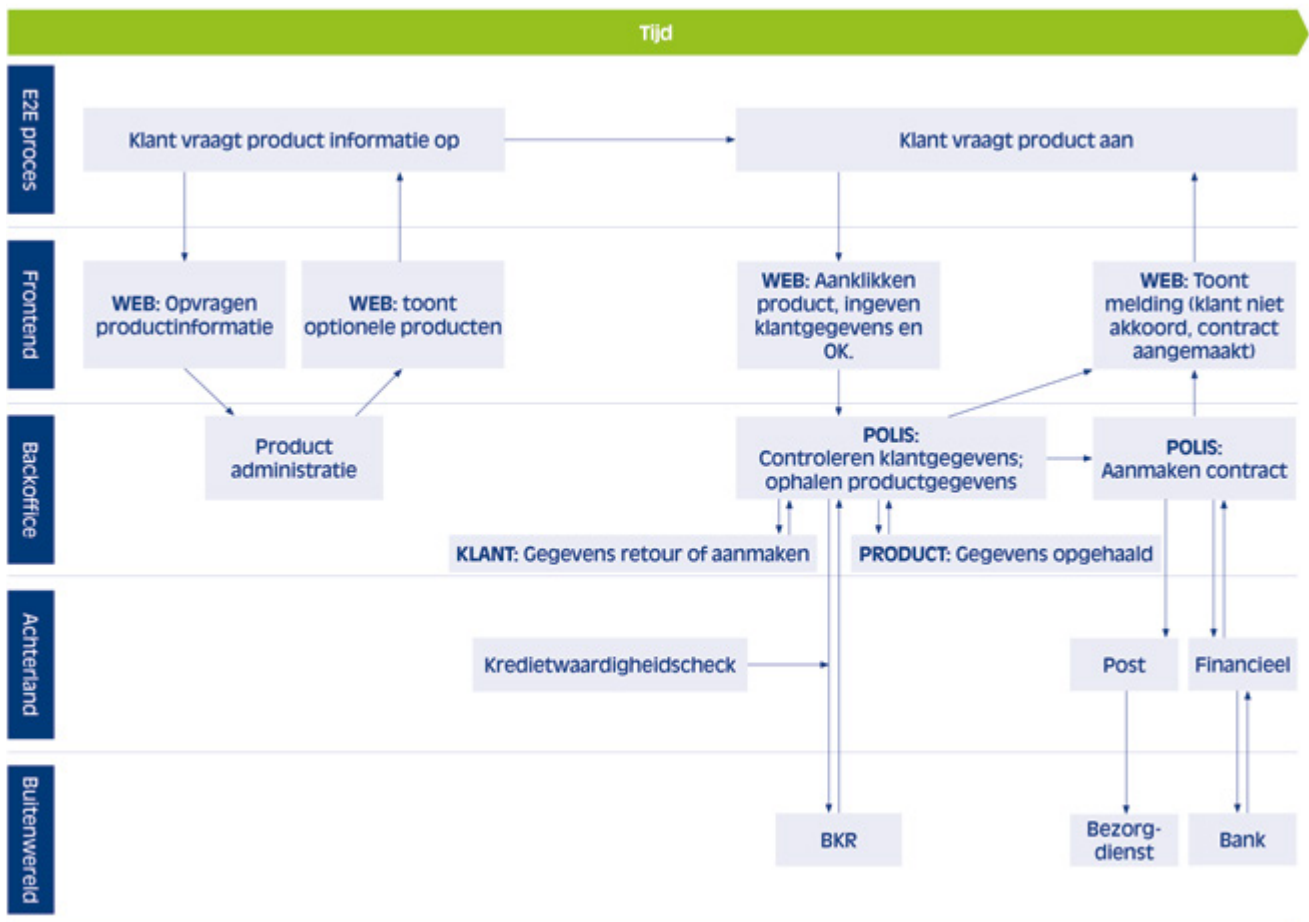 Tijd
E2E proces
Klant vraagt product informatie op
Klant vraagt product aan
Frontend
WEB: Opvragen
productinformatie
WEB: toont
optionele producten
WEB: Aanklikken
product, ingeven
klantgegevens en
OK.
WEB: Toont
melding (klant niet
akkoord, contract
aangemaakt)
Backoffice
Product
administratie
POLIS:
Controleren klantgegevens;
ophalen productgegevens
POLIS:
Aanmaken contract
KLANT: Gegevens retour of aanmaken
PRODUCT: Gegevens opgehaald
Achterland
Kredietwaardigheidscheck
Post
Financieel
Buitenwereld
BKR
Bezorg-
dienst
Bank